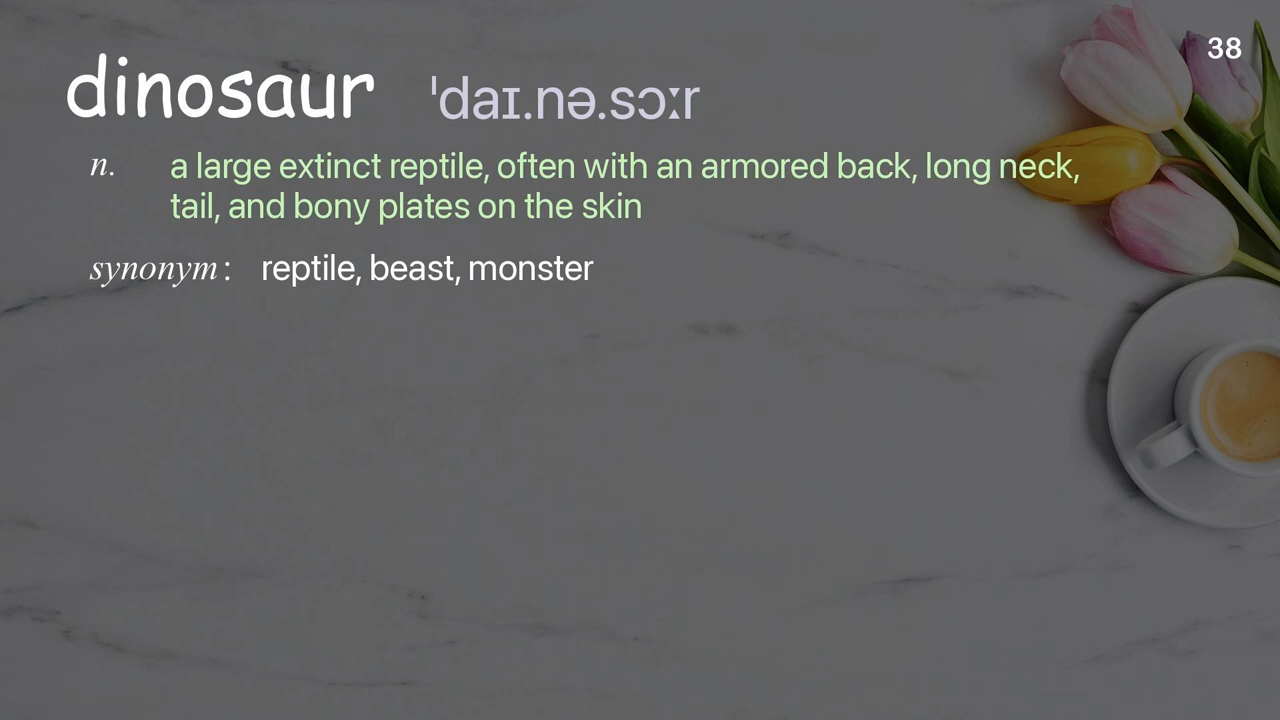 38
dinosaur ˈdaɪ.nə.sɔːr
n. a large extinct reptile, often with an armored back, long neck,
tail, and bony plates on the skin
synonym: reptile, beast, monster